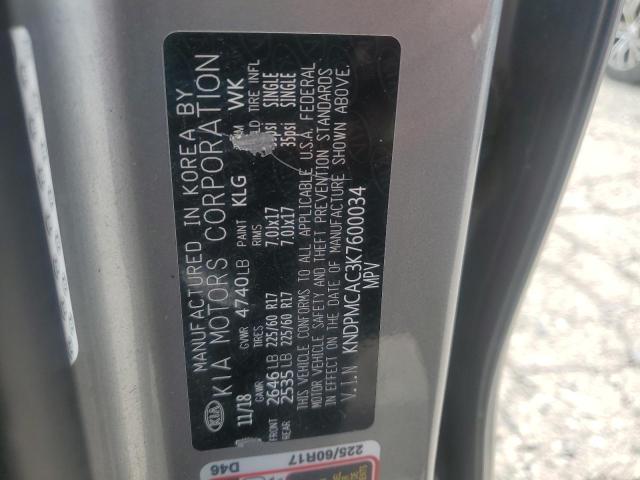 MANUFACTURED IN KOREA BY
KIA KIA MOTORS CORPORATION
11/18 GVWR 4740LB PAINT KLG WK
GAWR TIRES RIMS TIRE INFL
FRONT 2646LB 225/60 R17 7.0Jx17 psi SINGLE
REAR 2535LB 225/60 R17 7.0Jx17 35psi SINGLE
THIS VEHICLE CONFORMS TO ALL APPLICABLE U.S.A. FEDERAL
MOTOR VEHICLE SAFETY AND THEFT PREVENTION STANDARDS
IN EFFECT ON THE DATE OF MANUFACTURE SHOWN ABOVE.
V.I.N KNDPMCAC3K7600034
MPV
D46
225/60R17